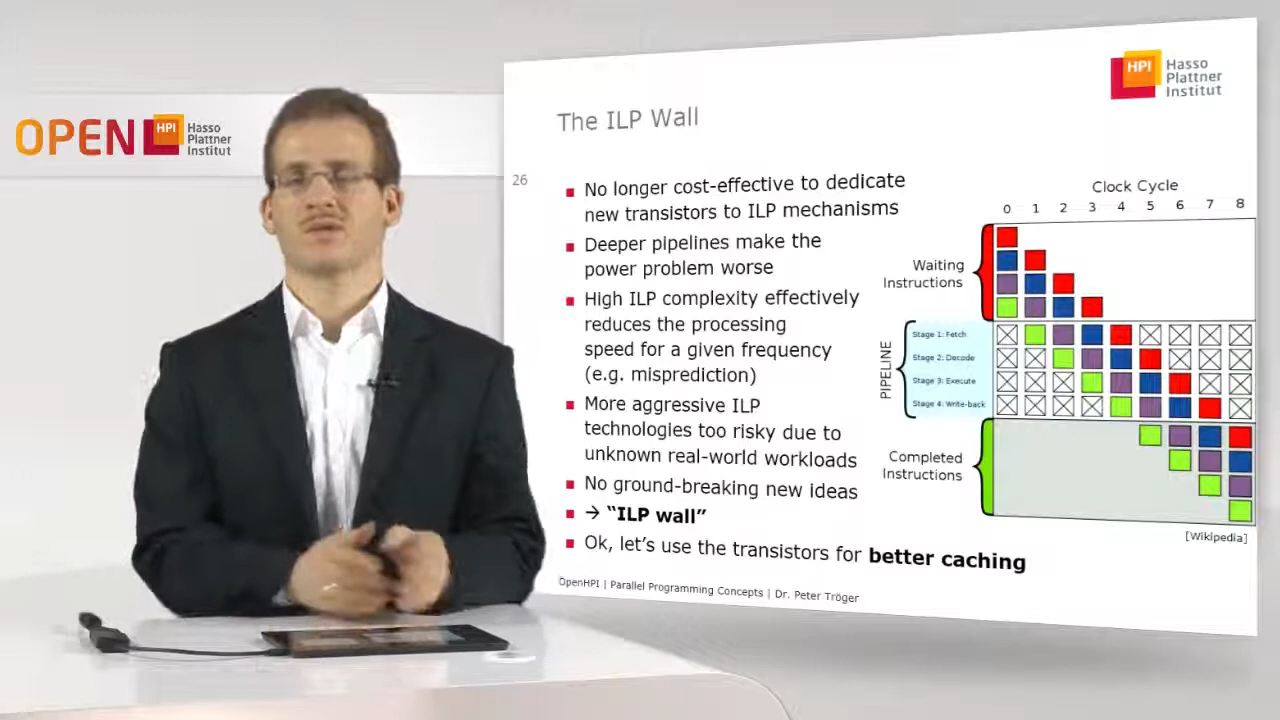 OPEN HPI Hasso
Plattner
Institut
HPI Hasso
Plattner
Institut
The ILP Wall
26
No longer cost-effective to dedicate
new transistors to ILP mechanisms
Deeper pipelines make the
power problem worse
High ILP complexity effectively
reduces the processing
speed for a given frequency
(e.g. misprediction)
More aggressive ILP
technologies too risky due to
unknown real-world workloads
No ground-breaking new ideas
→ “ILP wall”
Ok, let’s use the transistors for better caching
Clock Cycle
0 1 2 3 4 5 6 7 8
Waiting
Instructions
PIPELINE
Stage 1: Fetch
Stage 2: Decode
Stage 3: Execute
Stage 4: Write-back
Completed
Instructions
[Wikipedia]
OpenHPI | Parallel Programming Concepts | Dr. Peter Tröger